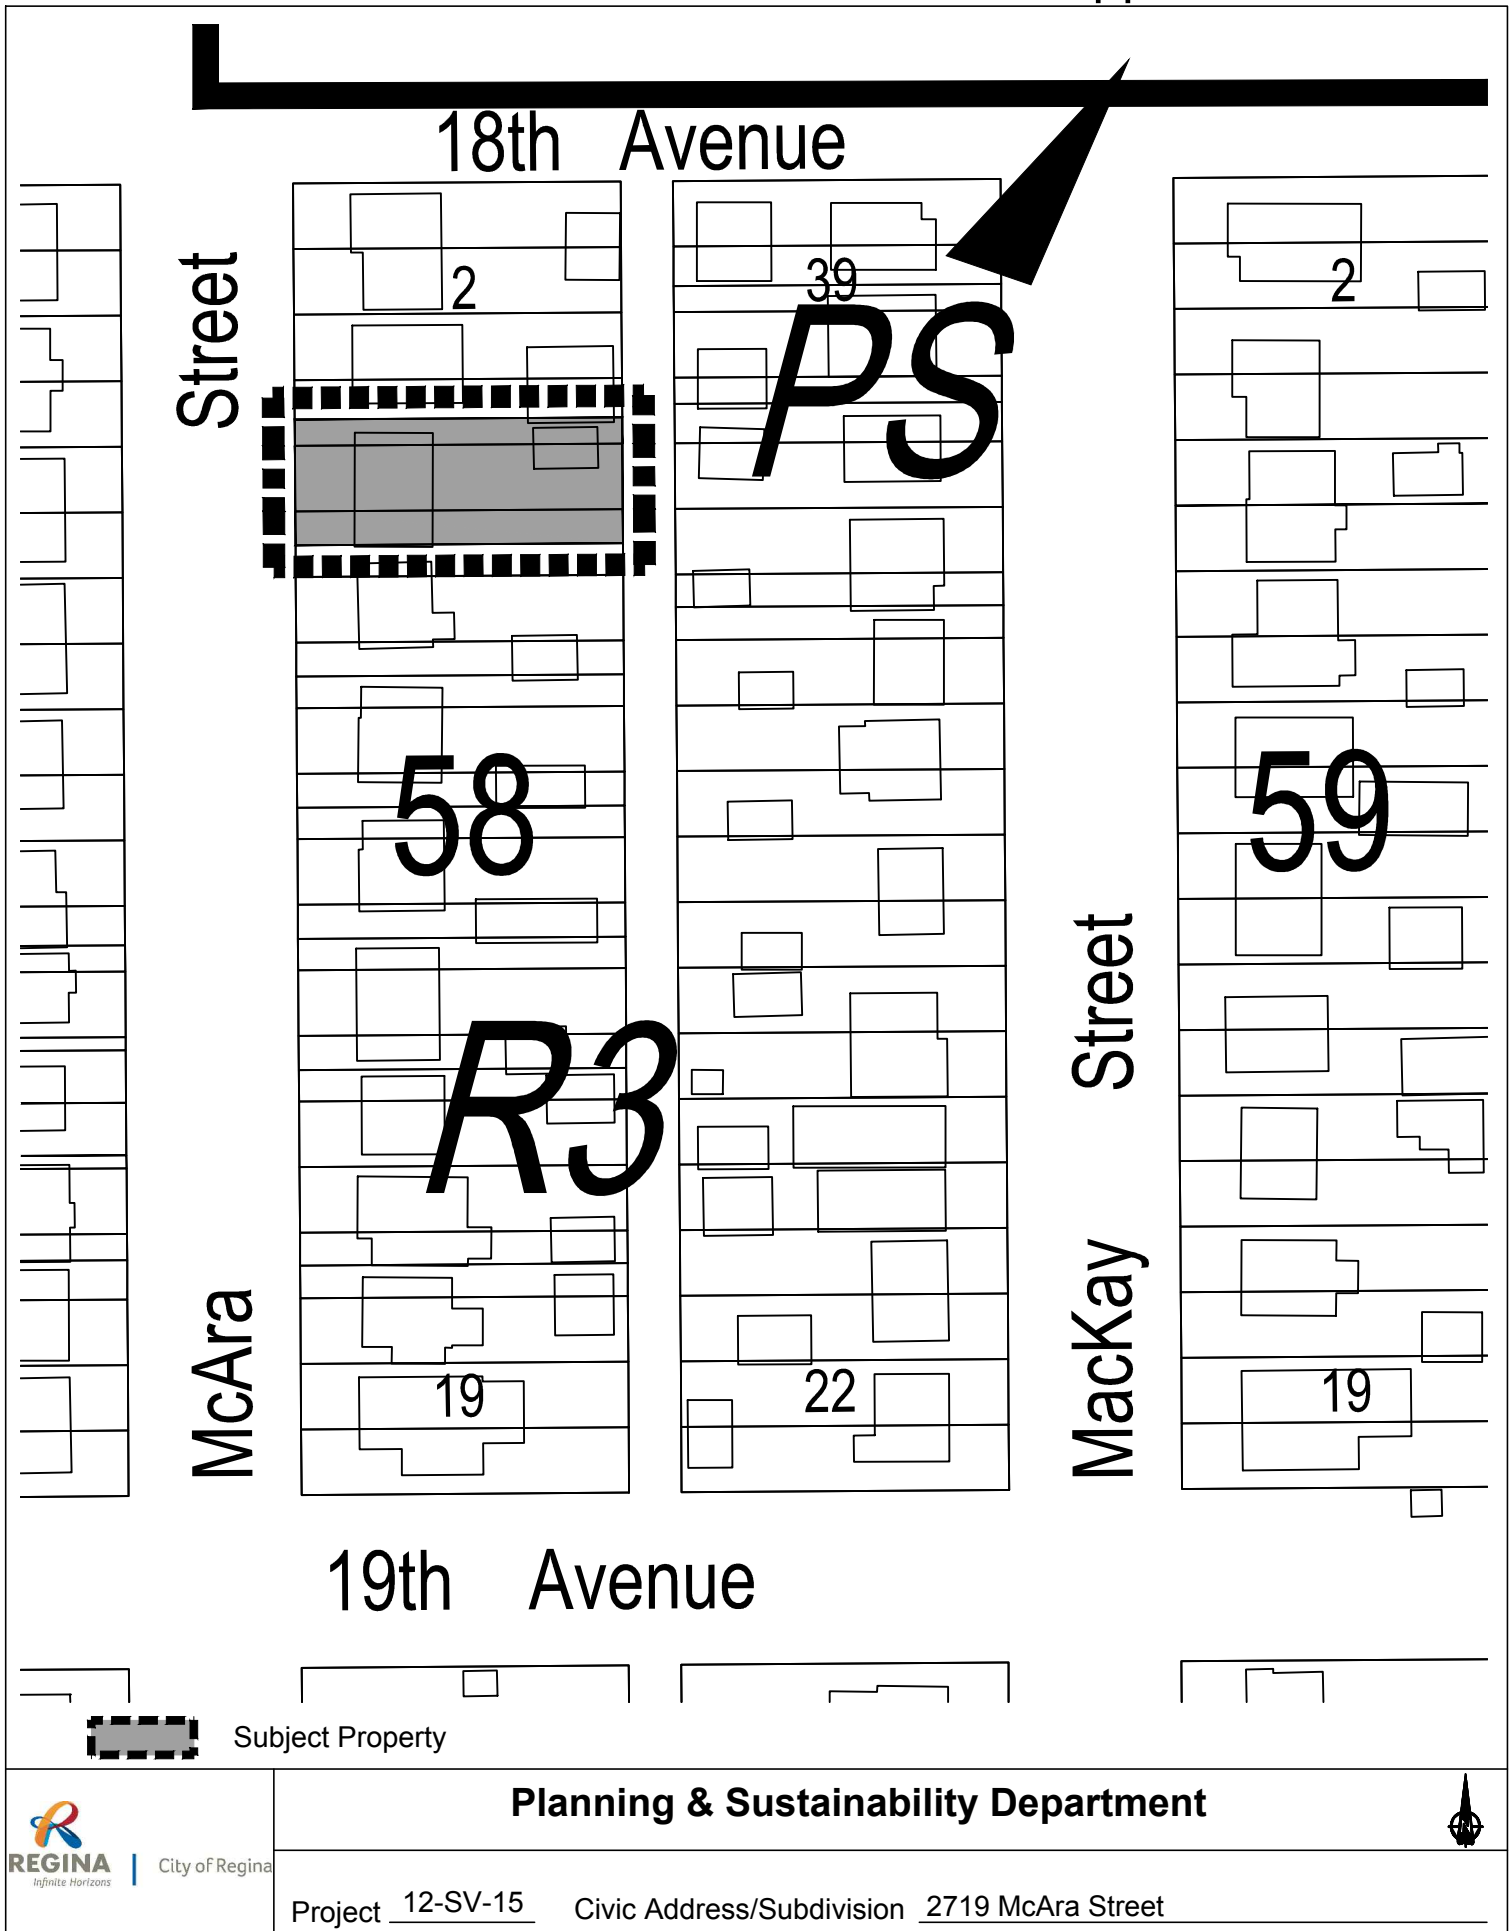 18th Avenue
Street
2
39
2
PS
58
59
Street
R3
McAra
MacKay
19
22
19
19th Avenue
Subject Property
Planning & Sustainability Department
REGINA
Infinite Horizons
City of Regina
Project 12-SV-15 Civic Address/Subdivision 2719 McAra Street